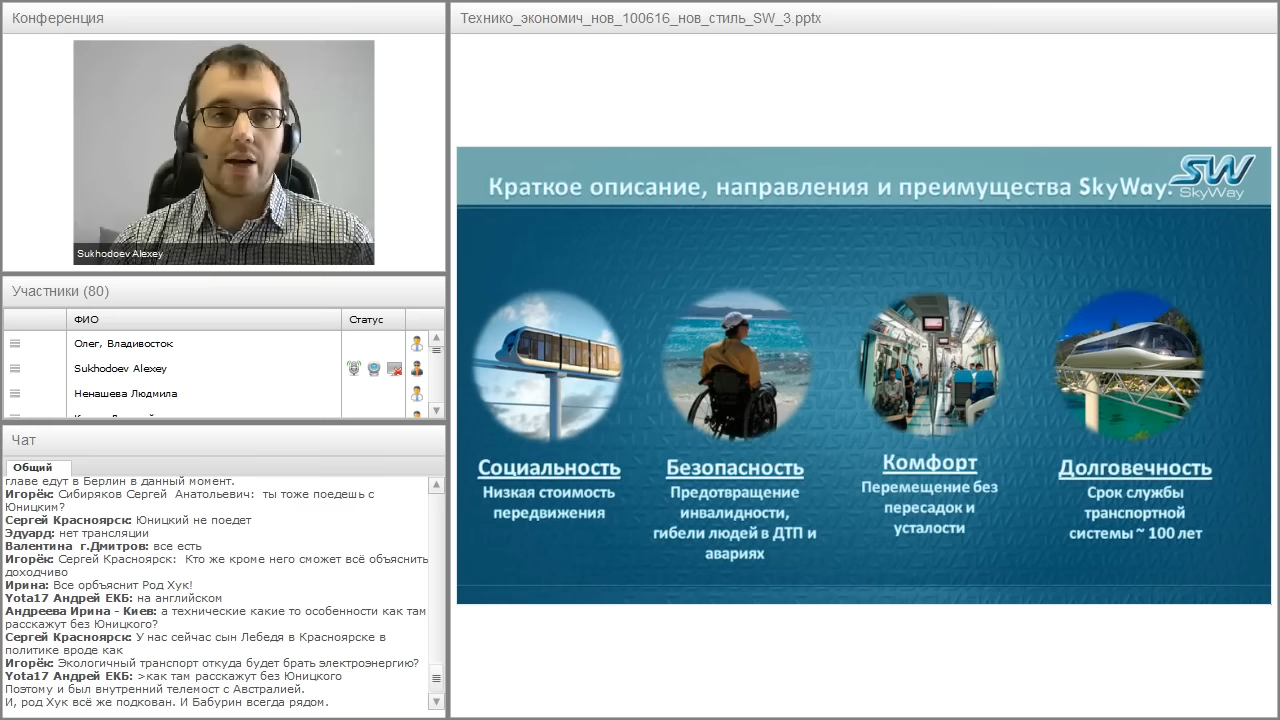 Конференция
Sukhodoev Alexey
Участники (80)
ФИО
Статус
Олег, Владивосток
Sukhodoev Alexey
Ненашева Людмила
Чат
Общий
главе едут в Берлин в данный момент.
Игорёк: Сибиряков Сергей Анатольевич: ты тоже поедешь с
Юницким?
Сергей Красноярск: Юницкий не поедет
Эдуард: нет трансляции
Валентина г.Дмитров: все есть
Игорёк: Сергей Красноярск: Кто же кроме него сможет всё объяснить
доходчиво
Ирина: Все орбъяснит Род Хук!
Yota17 Андрей ЕКБ: на английском
Андреева Ирина - Киев: а технические какие то особенности как там
расскажут без Юницкого?
Сергей Красноярск: У нас сейчас сын Лебедя в Красноярске в
политике вроде как
Игорёк: Экологичный транспорт откуда будет брать электроэнергию?
Yota17 Андрей ЕКБ: >как там расскажут без Юницкого
Поэтому и был внутренний телемост с Австралией.
И, род Хук всё же подкован. И Бабурин всегда рядом.
Технико_экономич_нов_100616_нов_стиль_SW_3.pptx
Краткое описание, направления и преимущества SkyWay.
SW
SkyWay
Социальность
Низкая стоимость
передвижения
Безопасность
Предотвращение
инвалидности,
гибели людей в ДТП и
авариях
Комфорт
Перемещение без
пересадок и
усталости
Долговечность
Срок службы
транспортной
системы ~ 100 лет